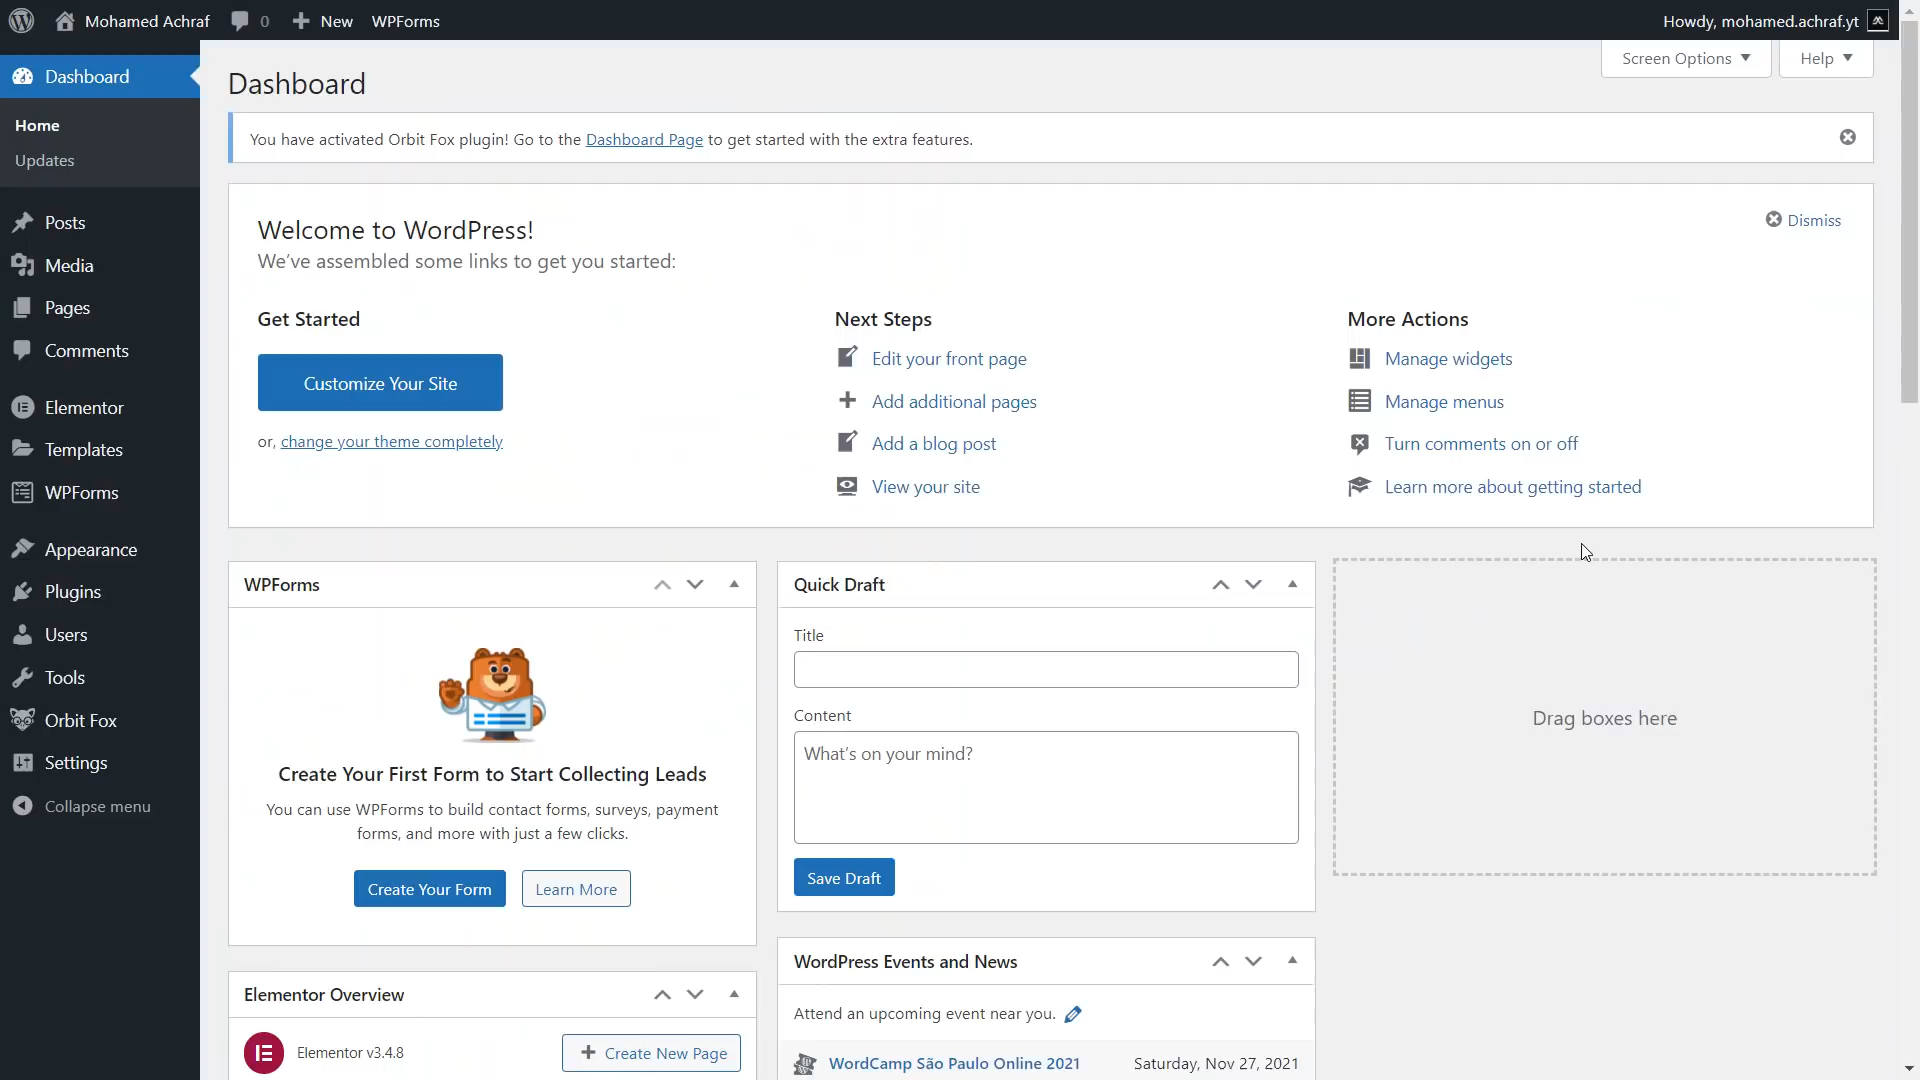 Mohamed Achraf 0 New WPForms Howdy, mohamed.achraf.yt
Screen Options Help
Dashboard
Home
Updates
Posts
Media
Pages
Comments
Elementor
Templates
WPForms
Appearance
Plugins
Users
Tools
Orbit Fox
Settings
Collapse menu
Dashboard
You have activated Orbit Fox plugin! Go to the Dashboard Page to get started with the extra features.
Welcome to WordPress!
We've assembled some links to get you started:
Dismiss
Get Started
Customize Your Site
or, change your theme completely
Next Steps
Edit your front page
Add additional pages
Add a blog post
View your site
More Actions
Manage widgets
Manage menus
Turn comments on or off
Learn more about getting started
WPForms
Create Your First Form to Start Collecting Leads
You can use WPForms to build contact forms, surveys, payment
forms, and more with just a few clicks.
Create Your Form Learn More
Elementor Overview
Elementor v3.4.8
Create New Page
Quick Draft
Title
Content
What's on your mind?
Save Draft
WordPress Events and News
Attend an upcoming event near you.
WordCamp São Paulo Online 2021 Saturday, Nov 27, 2021
Drag boxes here